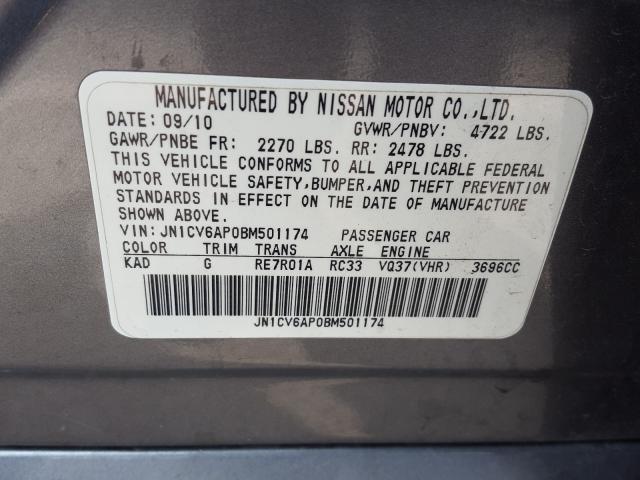 MANUFACTURED BY NISSAN MOTOR CO.,LTD.
DATE: 09/10 GVWR/PNBV: 4722 LBS.
GAWR/PNBE FR: 2270 LBS. RR: 2478 LBS.
THIS VEHICLE CONFORMS TO ALL APPLICABLE FEDERAL
MOTOR VEHICLE SAFETY,BUMPER,AND THEFT PREVENTION
STANDARDS IN EFFECT ON THE DATE OF MANUFACTURE
SHOWN ABOVE.
VIN: JN1CV6AP0BM501174 PASSENGER CAR
COLOR TRIM TRANS AXLE ENGINE
KAD G RE7R01A RC33 VQ37(VHR) 3696CC
JN1CV6AP0BM501174